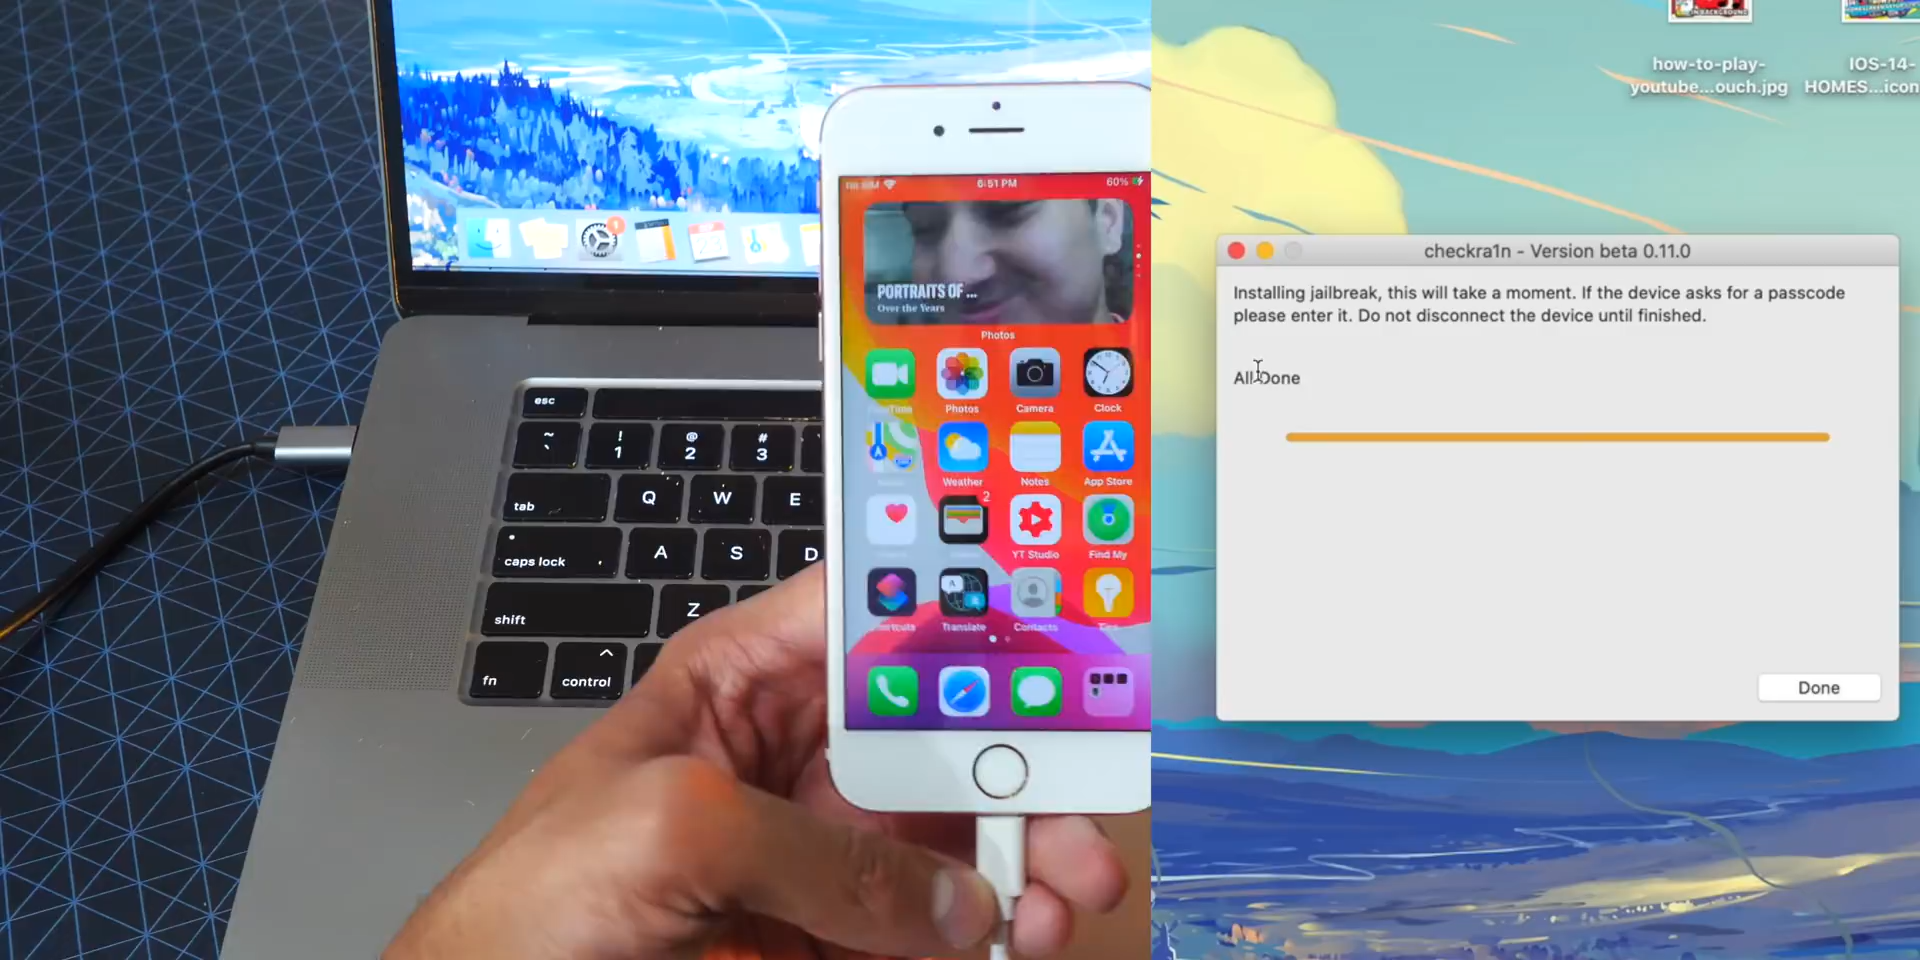 esc
~
`
!
1
@
2
#
3
tab
Q
W
E
caps lock
A
S
D
shift
Z
fn
^
control
6:51 PM
60%
PORTRAITS OF ...
Over the Years
Photos
Photos
Camera
Clock
Weather
Notes
App Store
2
YT Studio
Find My
Translate
Contacts
Tips
how-to-play-
youtube...ouch.jpg
IOS-14-
HOMES...icon
checkra1n - Version beta 0.11.0
Installing jailbreak, this will take a moment. If the device asks for a passcode
please enter it. Do not disconnect the device until finished.
All Done
Done